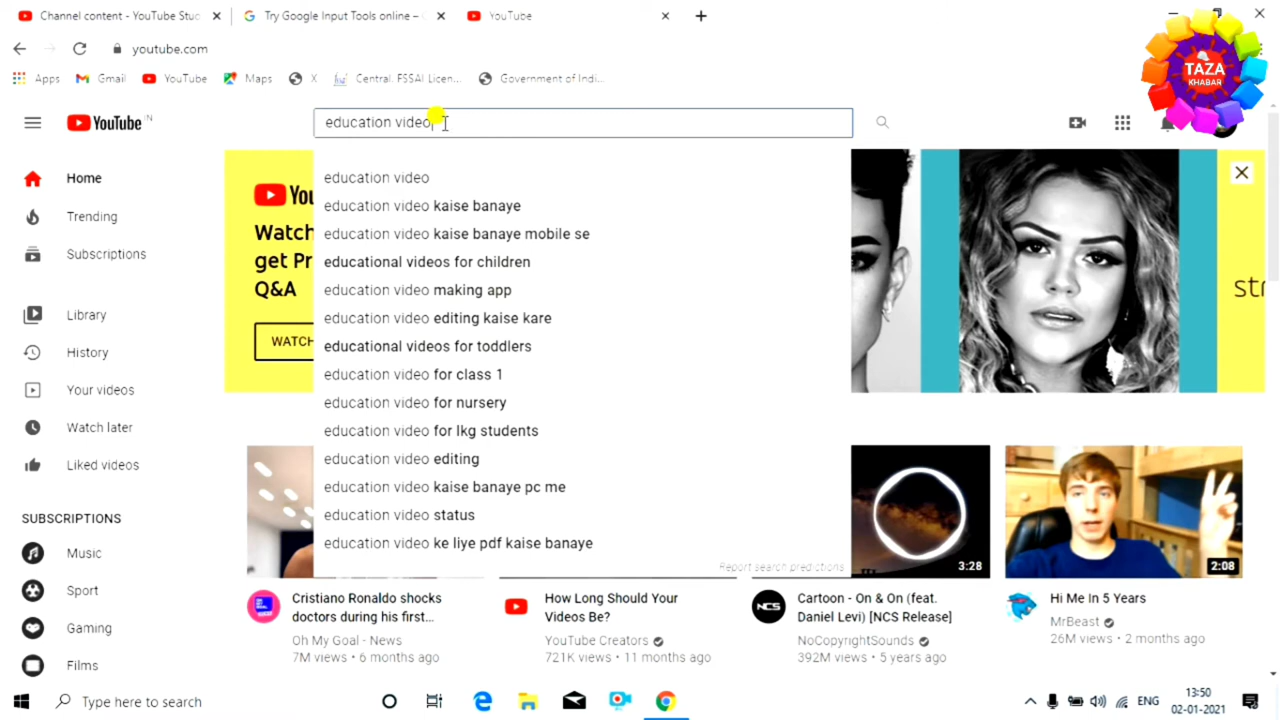 Channel content - YouTube Stud
Try Google Input Tools online –
YouTube
youtube.com
Apps
Gmail
YouTube
Maps
X
Central. FSSAI Licen...
Government of Indi...
TAZA
KHABAR
YouTube IN
education video
education video
education video kaise banaye
education video kaise banaye mobile se
educational videos for children
education video making app
education video editing kaise kare
educational videos for toddlers
education video for class 1
education video for nursery
education video for lkg students
education video editing
education video kaise banaye pc me
education video status
education video ke liye pdf kaise banaye
Report search predictions
Home
Trending
Subscriptions
Library
History
Your videos
Watch later
Liked videos
SUBSCRIPTIONS
Music
Sport
Gaming
Films
You
Watch
get Pr
Q&A
WATCH
str
3:28
2:08
Cristiano Ronaldo shocks
doctors during his first...
Oh My Goal - News
7M views • 6 months ago
How Long Should Your
Videos Be?
YouTube Creators
721K views • 11 months ago
NCS
Cartoon - On & On (feat.
Daniel Levi) [NCS Release]
NoCopyrightSounds
392M views • 5 years ago
Hi Me In 5 Years
MrBeast
26M views • 2 months ago
Type here to search
ENG
13:50
02-01-2021